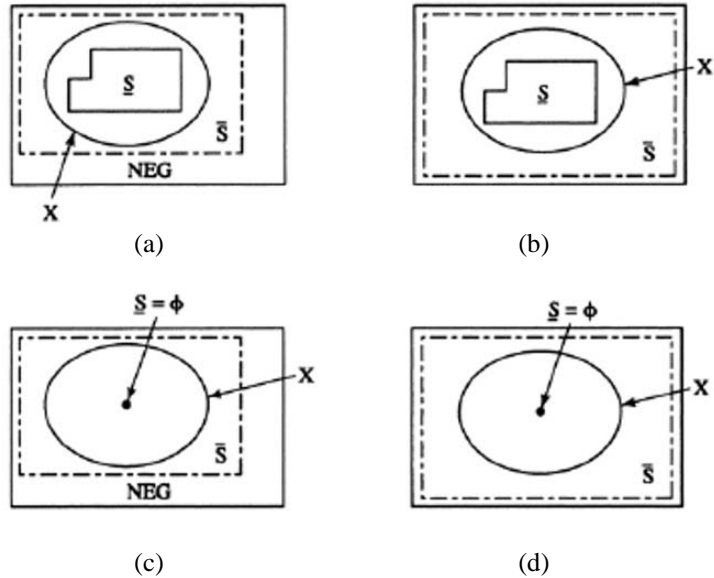 S̲
S̄
NEG
X
(a)
X
S̲
S̄
(b)
S̲ = ϕ
X
S̄
NEG
(c)
S̲ = ϕ
X
S̄
(d)